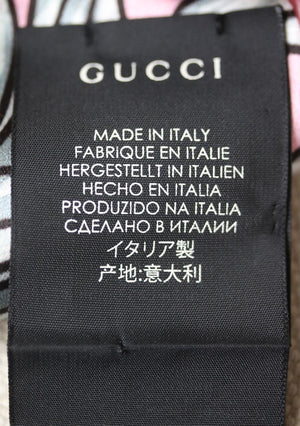 GUCCI
MADE IN ITALY
FABRIQUE EN ITALIE
HERGESTELLT IN ITALIEN
HECHO EN ITALIA
PRODUZIDO NA ITALIA
СДЕЛАНО В ИТАЛИИ
イタリア製
产地:意大利